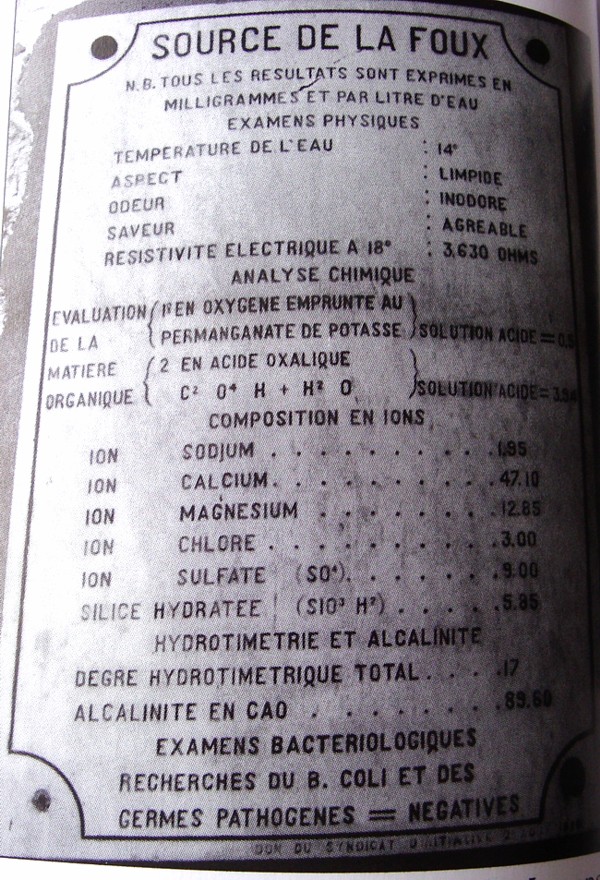 SOURCE DE LA FOUX
N.B. TOUS LES RESULTATS SONT EXPRIMES EN
MILLIGRAMMES ET PAR LITRE D'EAU
EXAMENS PHYSIQUES
TEMPERATURE DE L'EAU : 14°
ASPECT : LIMPIDE
ODEUR : INODORE
SAVEUR : AGREABLE
RESISTIVITE ELECTRIQUE A 18° : 3,630 OHMS
ANALYSE CHIMIQUE
EVALUATION EN OXYGENE EMPRUNTE AU
DE LA PERMANGANATE DE POTASSE SOLUTION ACIDE =
MATIERE 2 EN ACIDE OXALIQUE
ORGANIQUE C² O⁴ H + H² O SOLUTION ACIDE =
COMPOSITION EN IONS
ION SODIUM . . . . . . . . . . 1,95
ION CALCIUM . . . . . . . . . . 47.10
ION MAGNESIUM . . . . . . . . . 12.85
ION CHLORE . . . . . . . . . . 3.00
ION SULFATE (SO⁴). . . . . . . 9.00
SILICE HYDRATEE (SIO³ H²) . . . . . 5.85
HYDROTIMETRIE ET ALCALINITE
DEGRE HYDROTIMETRIQUE TOTAL . . . . 17
ALCALINITE EN CAO . . . . . . . . 89.60
EXAMENS BACTERIOLOGIQUES
RECHERCHES DU B. COLI ET DES
GERMES PATHOGENES = NEGATIVES
DON DU SYNDICAT D'INITIATIVE